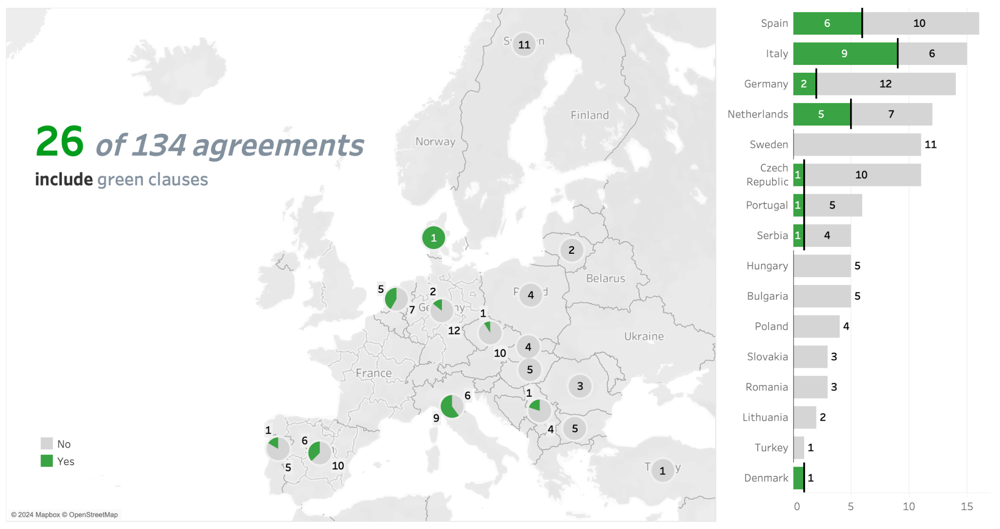 26 of 134 agreements
include green clauses
No
Yes
Norway
Finland
Belarus
Ukraine
France
11
1
2
4
5
7
2
12
1
10
4
5
3
6
9
1
4
5
1
5
6
10
1
© 2024 Mapbox © OpenStreetMap
Spain 6 10
Italy 9 6
Germany 2 12
Netherlands 5 7
Sweden 11
Czech
Republic 1 10
Portugal 1 5
Serbia 1 4
Hungary 5
Bulgaria 5
Poland 4
Slovakia 3
Romania 3
Lithuania 2
Turkey 1
Denmark 1
0 5 10 15